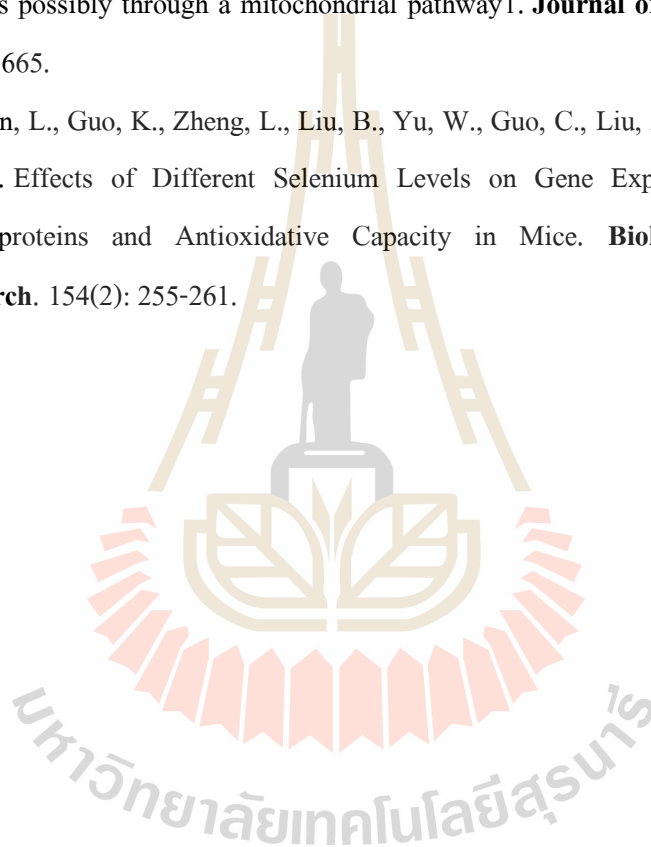 s possibly through a mitochondrial pathway1. Journal of
665.
n, L., Guo, K., Zheng, L., Liu, B., Yu, W., Guo, C., Liu,
. Effects of Different Selenium Levels on Gene Exp
proteins and Antioxidative Capacity in Mice. Biol
rch. 154(2): 255-261.
มหาวิทยาลัยเทคโนโลยีสุรนารี